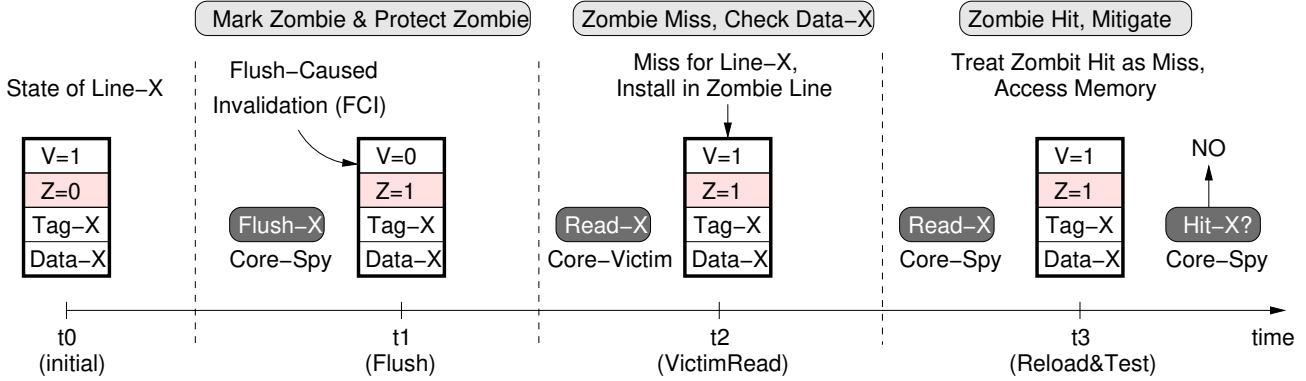 Mark Zombie & Protect Zombie
Zombie Miss, Check Data−X
Zombie Hit, Mitigate
State of Line−X
Flush−Caused
Invalidation (FCI)
Miss for Line−X,
Install in Zombie Line
Treat Zombit Hit as Miss,
Access Memory
V=1
Z=0
Tag−X
Data−X
Flush−X
Core−Spy
V=0
Z=1
Tag−X
Data−X
Read−X
Core−Victim
V=1
Z=1
Tag−X
Data−X
Read−X
Core−Spy
V=1
Z=1
Tag−X
Data−X
NO
Hit−X?
Core−Spy
t0
(initial)
t1
(Flush)
t2
(VictimRead)
t3
(Reload&Test)
time